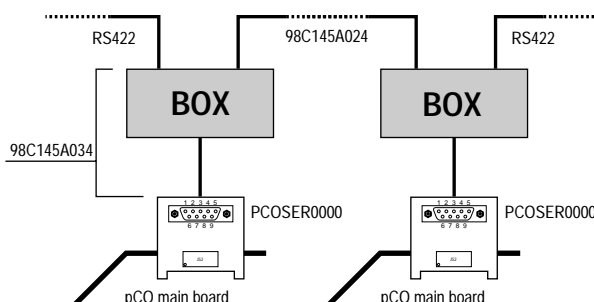 RS422 98C145A024 RS422
BOX BOX
98C145A034
1 2 3 4 5 1 2 3 4 5
PCOSER0000 PCOSER0000
6 7 8 9 6 7 8 9
pCO main board pCO main board